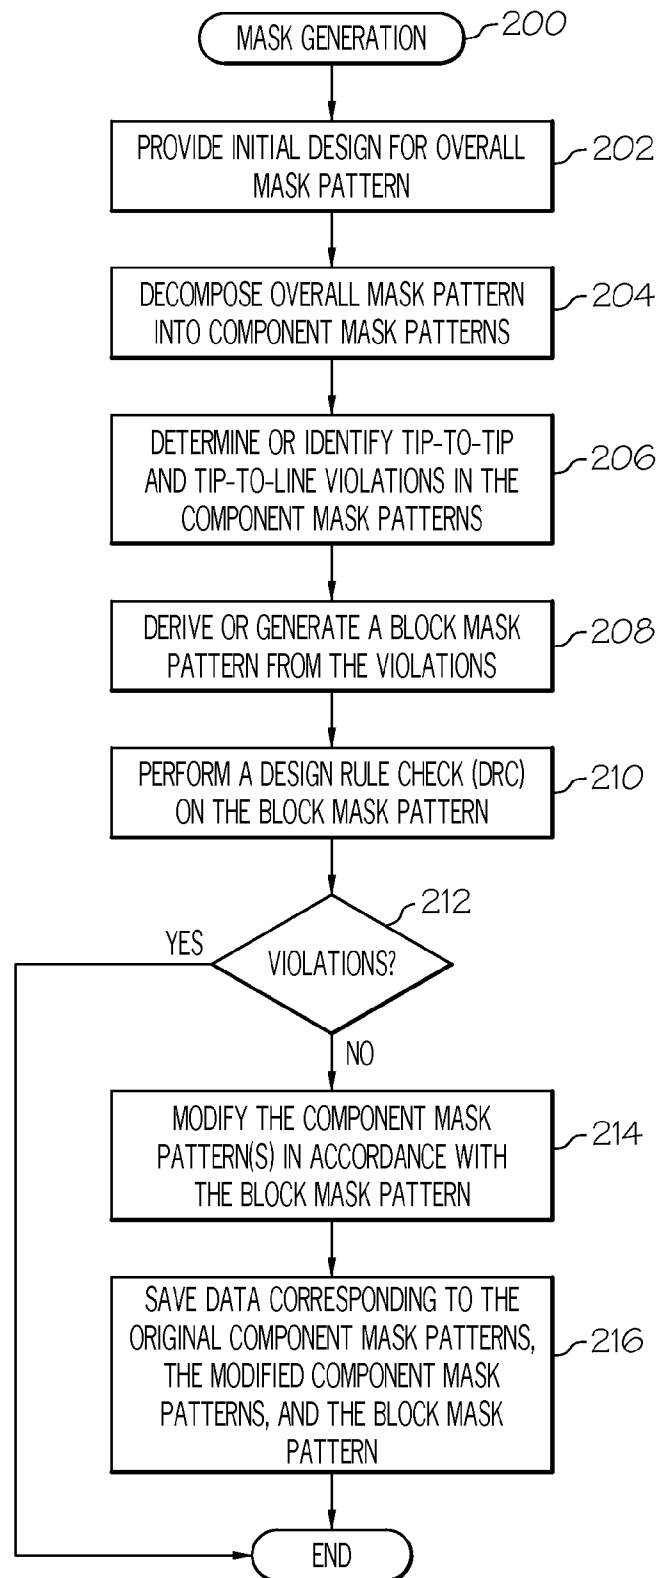 MASK GENERATION
200
PROVIDE INITIAL DESIGN FOR OVERALL
MASK PATTERN
202
DECOMPOSE OVERALL MASK PATTERN
INTO COMPONENT MASK PATTERNS
204
DETERMINE OR IDENTIFY TIP-TO-TIP
AND TIP-TO-LINE VIOLATIONS IN THE
COMPONENT MASK PATTERNS
206
DERIVE OR GENERATE A BLOCK MASK
PATTERN FROM THE VIOLATIONS
208
PERFORM A DESIGN RULE CHECK (DRC)
ON THE BLOCK MASK PATTERN
210
212
YES
VIOLATIONS?
NO
MODIFY THE COMPONENT MASK
PATTERN(S) IN ACCORDANCE WITH
THE BLOCK MASK PATTERN
214
SAVE DATA CORRESPONDING TO THE
ORIGINAL COMPONENT MASK PATTERNS,
THE MODIFIED COMPONENT MASK
PATTERNS, AND THE BLOCK MASK
PATTERN
216
END